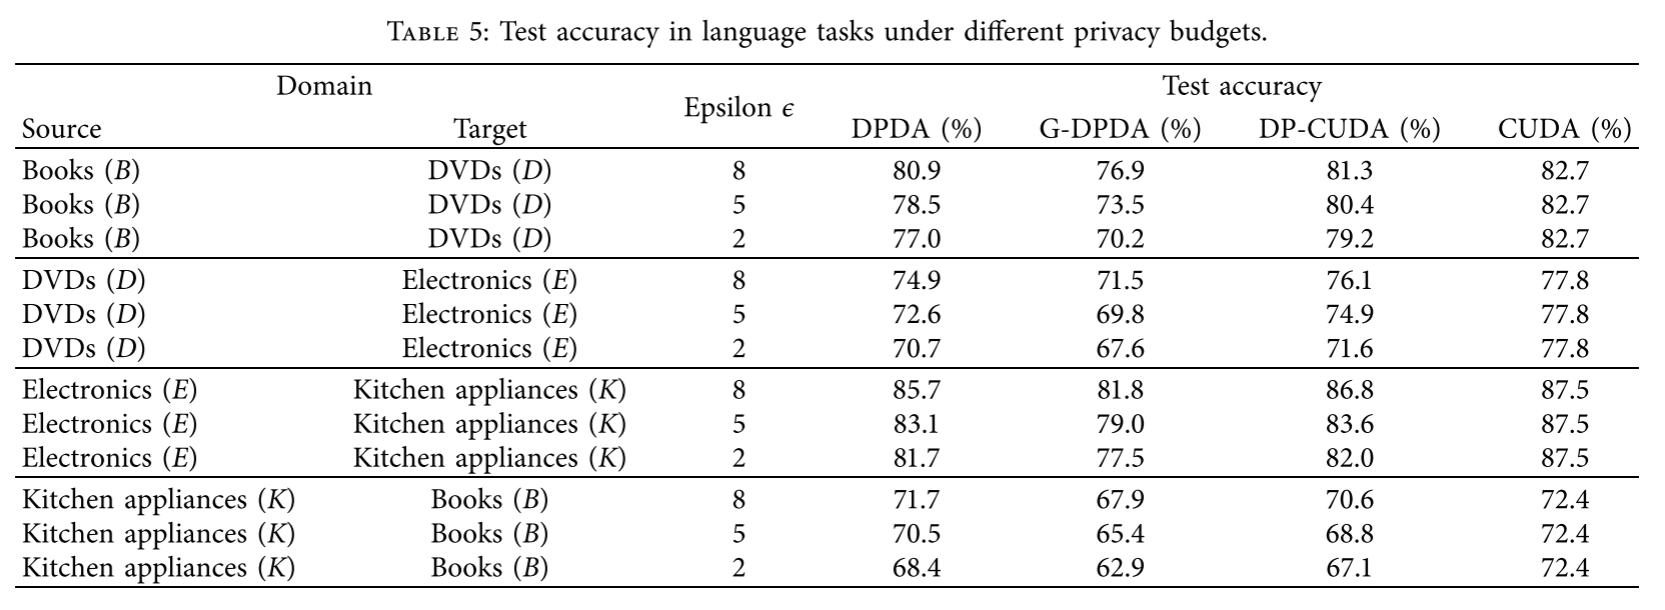 TABLE 5: Test accuracy in language tasks under different privacy budgets.
Domain Epsilon ϵ Test accuracy
Source Target DPDA (%) G-DPDA (%) DP-CUDA (%) CUDA (%)
Books (B) DVDs (D) 8 80.9 76.9 81.3 82.7
Books (B) DVDs (D) 5 78.5 73.5 80.4 82.7
Books (B) DVDs (D) 2 77.0 70.2 79.2 82.7
DVDs (D) Electronics (E) 8 74.9 71.5 76.1 77.8
DVDs (D) Electronics (E) 5 72.6 69.8 74.9 77.8
DVDs (D) Electronics (E) 2 70.7 67.6 71.6 77.8
Electronics (E) Kitchen appliances (K) 8 85.7 81.8 86.8 87.5
Electronics (E) Kitchen appliances (K) 5 83.1 79.0 83.6 87.5
Electronics (E) Kitchen appliances (K) 2 81.7 77.5 82.0 87.5
Kitchen appliances (K) Books (B) 8 71.7 67.9 70.6 72.4
Kitchen appliances (K) Books (B) 5 70.5 65.4 68.8 72.4
Kitchen appliances (K) Books (B) 2 68.4 62.9 67.1 72.4